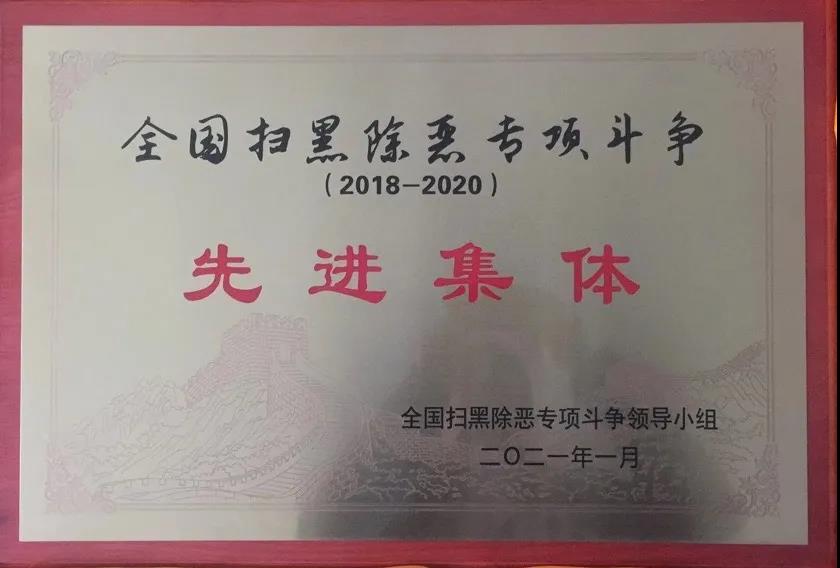 全国扫黑除恶专项斗争
（2018-2020）
先进集体
全国扫黑除恶专项斗争领导小组
二〇二一年一月